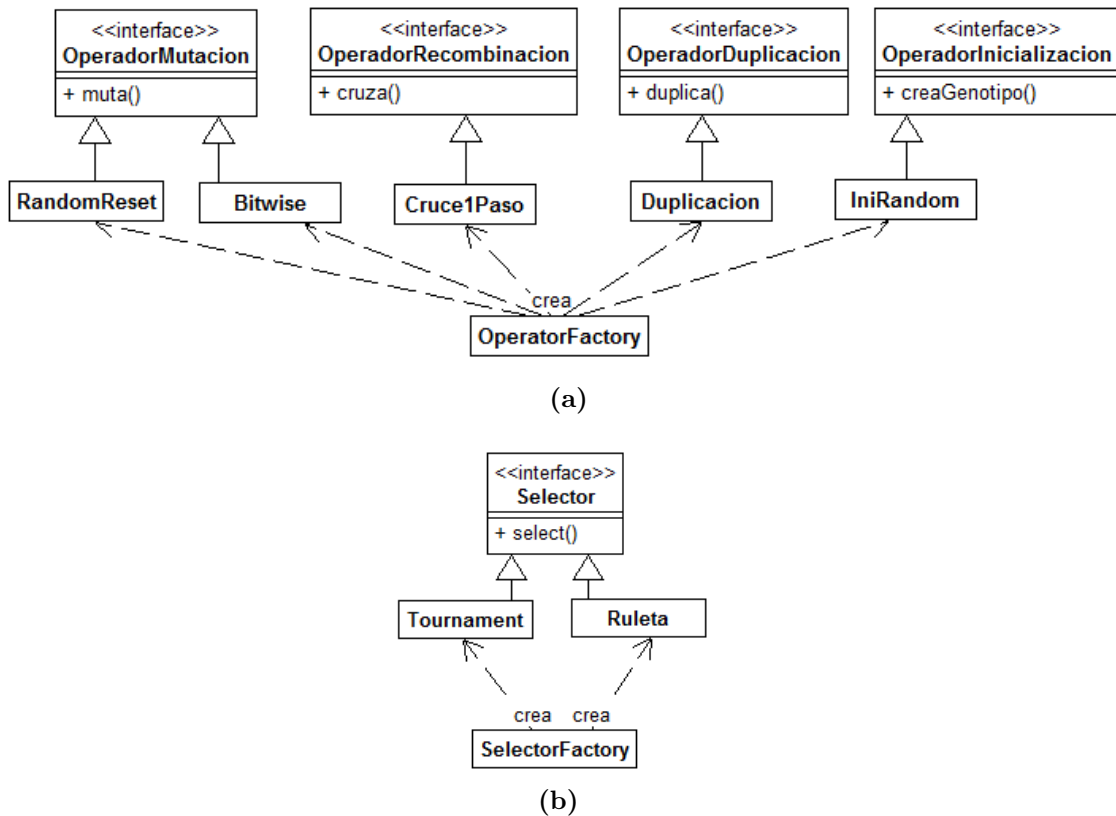 <<interface>>
OperadorMutacion
+ muta()
<<interface>>
OperadorRecombinacion
+ cruza()
<<interface>>
OperadorDuplicacion
+ duplica()
<<interface>>
OperadorInicializacion
+ creaGenotipo()
RandomReset
Bitwise
Cruce1Paso
Duplicacion
IniRandom
crea
OperatorFactory
(a)
<<interface>>
Selector
+ select()
Tournament
Ruleta
crea
crea
SelectorFactory
(b)